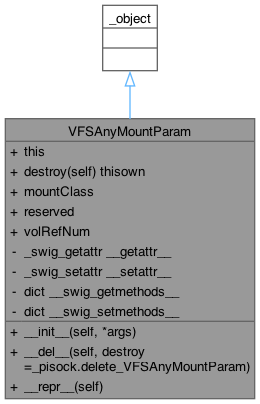 _object
VFSAnyMountParam
+ this
+ destroy(self) thisown
+ mountClass
+ reserved
+ volRefNum
- _swig_getattr __getattr__
- _swig_setattr __setattr__
- dict __swig_getmethods__
- dict __swig_setmethods__
+ __init__(self, *args)
+ __del__(self, destroy
=_pisock.delete_VFSAnyMountParam)
+ __repr__(self)